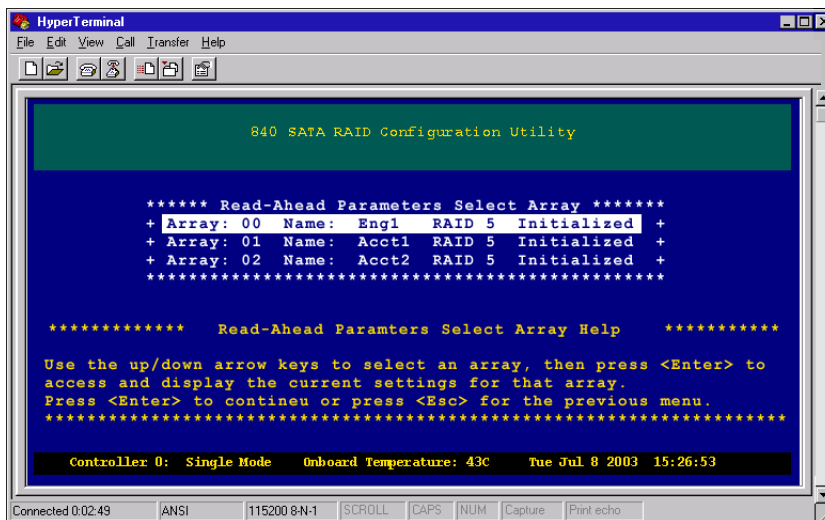 HyperTerminal
File Edit View Call Transfer Help
840 SATA RAID Configuration Utility
****** Read-Ahead Parameters Select Array *******
+ Array: 00 Name: Eng1 RAID 5 Initialized +
+ Array: 01 Name: Acct1 RAID 5 Initialized +
+ Array: 02 Name: Acct2 RAID 5 Initialized +
*************************************************
************* Read-Ahead Paramters Select Array Help ***********
Use the up/down arrow keys to select an array, then press <Enter> to
access and display the current settings for that array.
Press <Enter> to contineu or press <Esc> for the previous menu.
**********************************************************************
Controller 0: Single Mode Onboard Temperature: 43C Tue Jul 8 2003 15:26:53
Connected 0:02:49 ANSI 115200 8-N-1 SCROLL CAPS NUM Capture Print echo